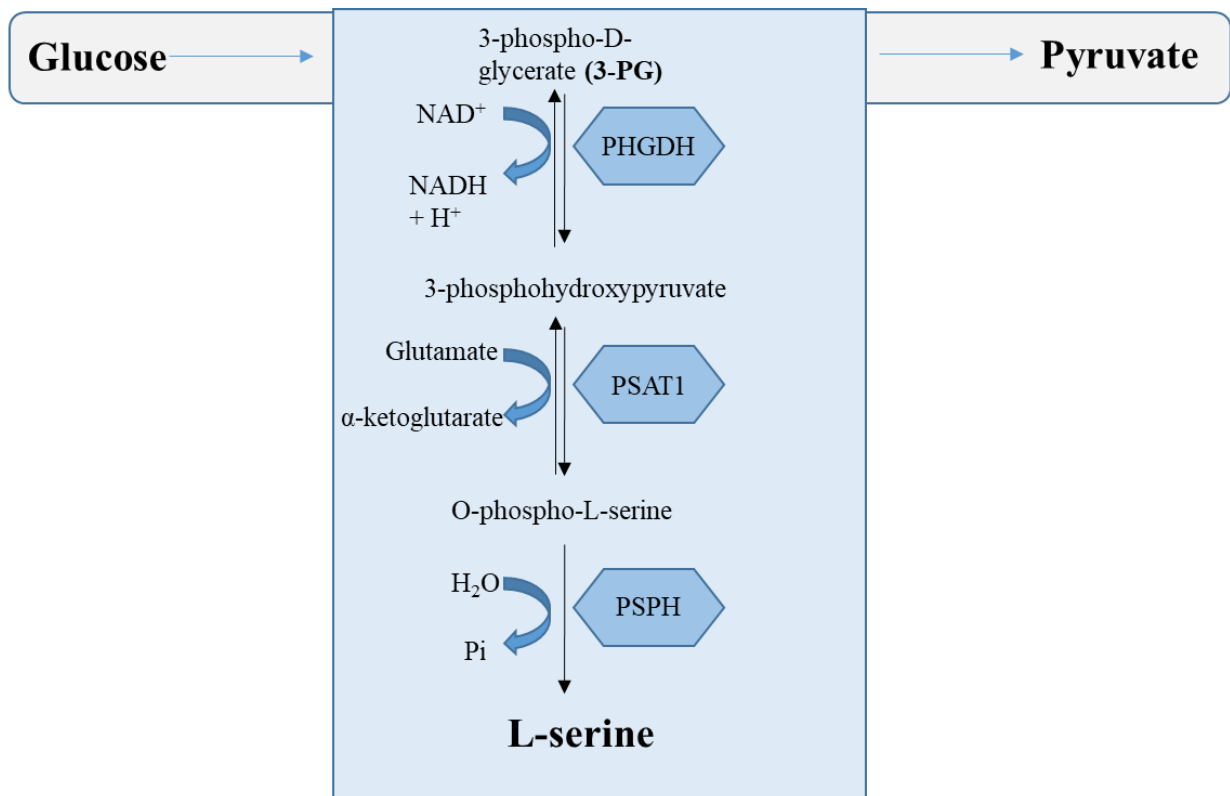 Glucose
3-phospho-D-
glycerate (3-PG)
Pyruvate
NAD⁺
PHGDH
NADH
+ H⁺
3-phosphohydroxypyruvate
Glutamate
PSAT1
α-ketoglutarate
O-phospho-L-serine
H₂O
PSPH
Pi
L-serine